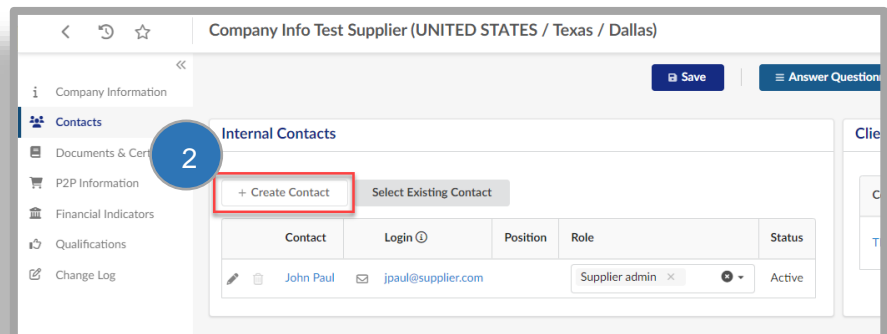 Company Info Test Supplier (UNITED STATES / Texas / Dallas)
Save
Answer
Company Information
Contacts
Documents &
P2P Information
Financial Indicators
Qualifications
Change Log
2
Internal Contacts
+ Create Contact
Select Existing Contact
Contact Login Position Role Status
John Paul jpaul@supplier.com Supplier admin × Active